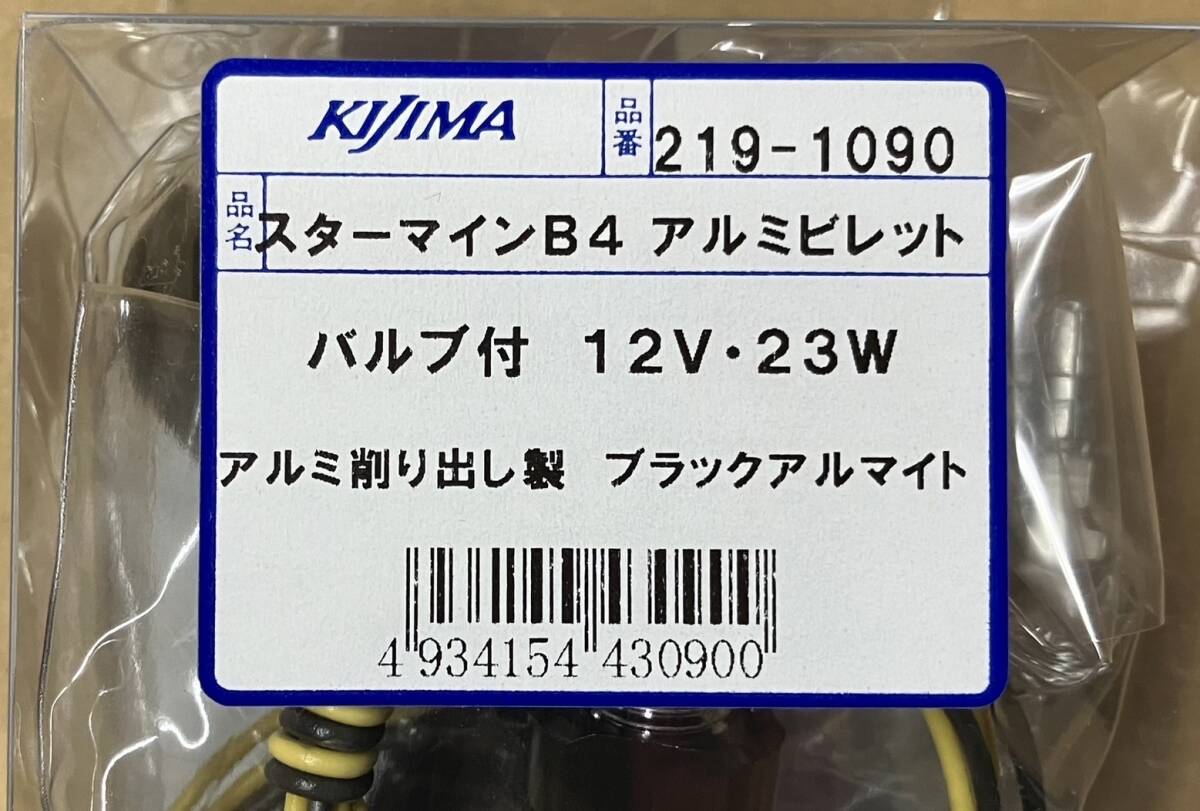 KIJIMA 品番 219-1090
品名 スターマインB4 アルミビレット
バルブ付 12V・23W
アルミ削り出し製 ブラックアルマイト
4 934154 430900